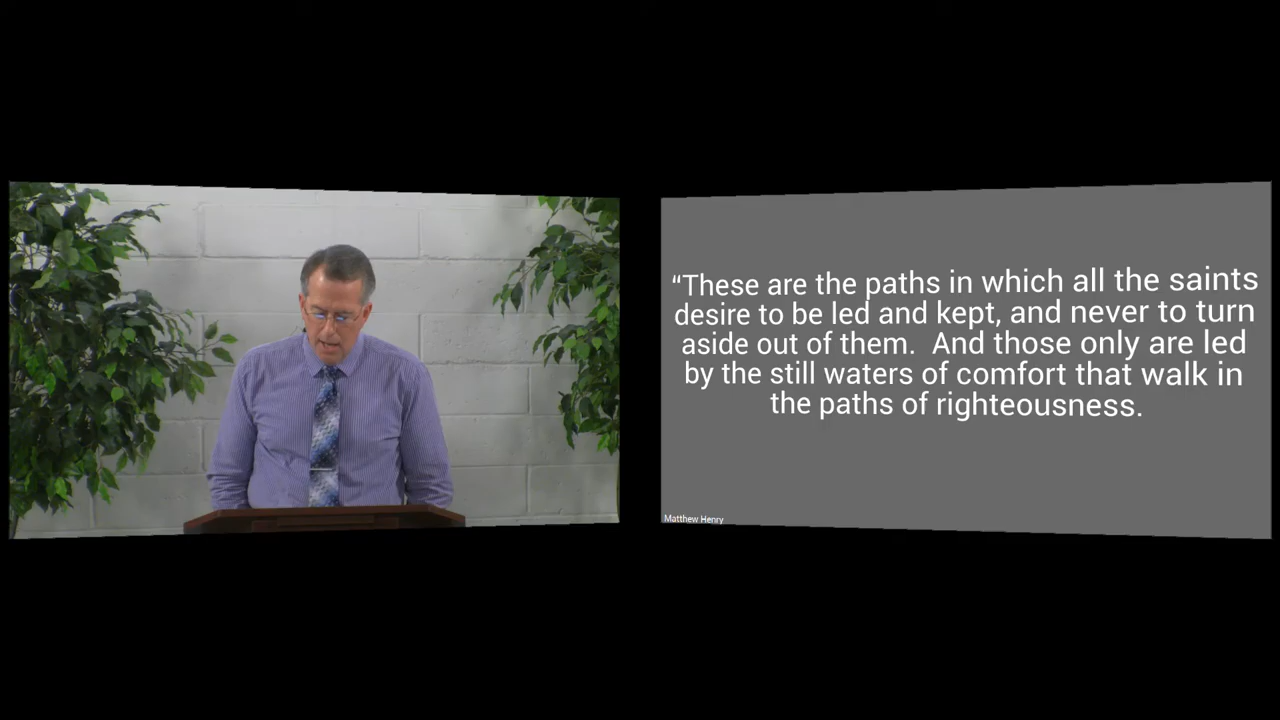 “These are the paths in which all the saints
desire to be led and kept, and never to turn
aside out of them.  And those only are led
by the still waters of comfort that walk in
the paths of righteousness.
Matthew Henry